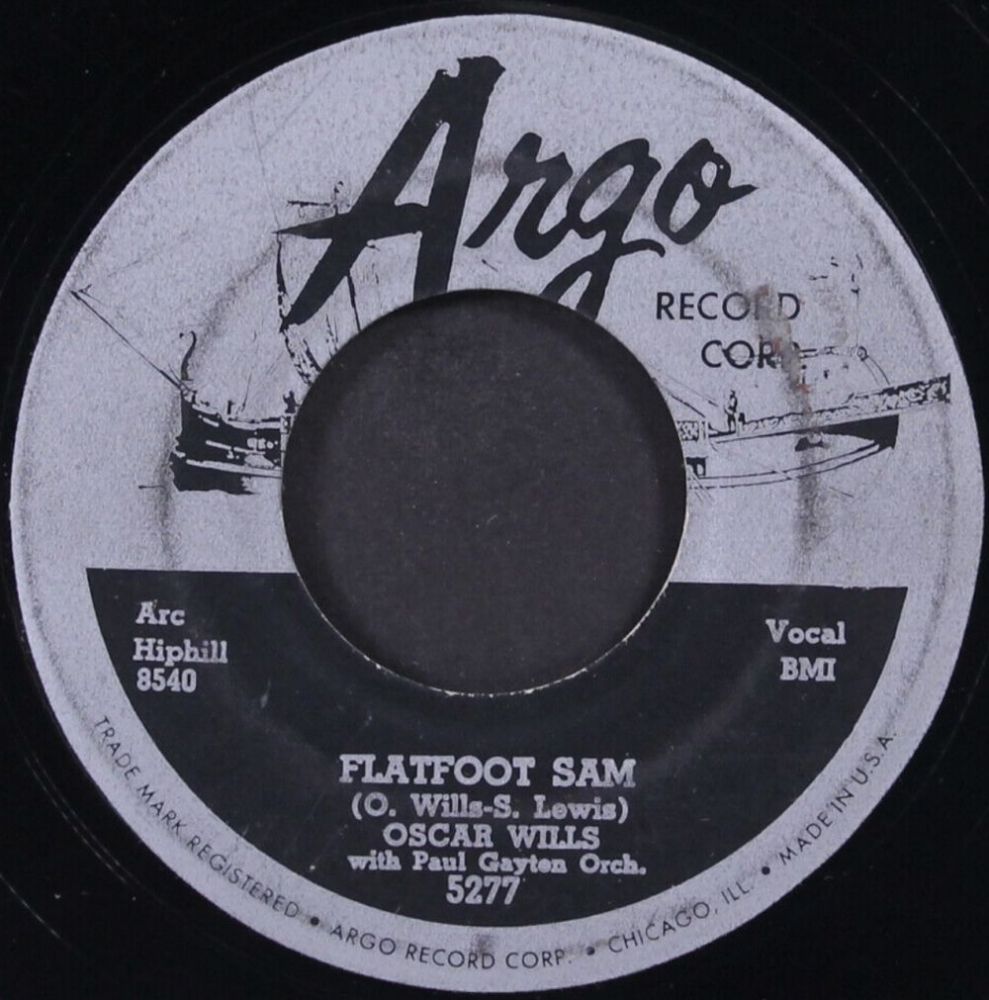 Argo
RECORD
CORP.
Arc
Hiphill
8540
Vocal
BMI
FLATFOOT SAM
(O. Wills-S. Lewis)
OSCAR WILLS
with Paul Gayten Orch.
5277
TRADE MARK REGISTERED • ARGO RECORD CORP. • CHICAGO, ILL. • MADE IN U.S.A.